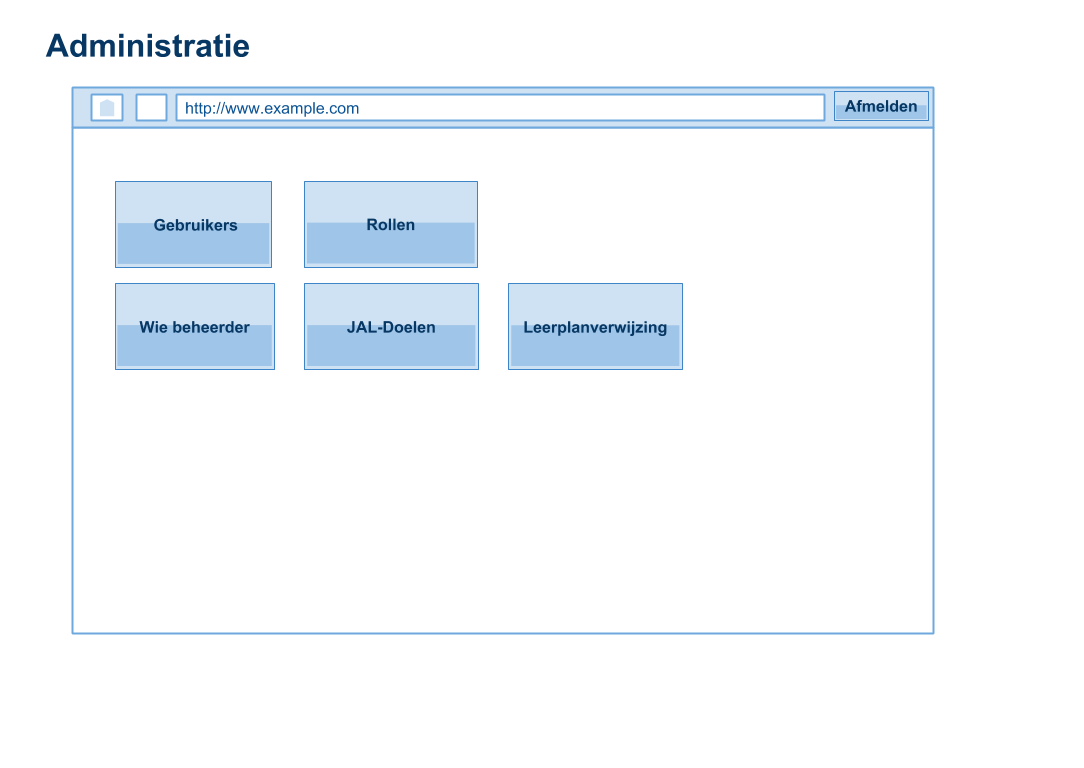 Administratie
http://www.example.com
Afmelden
Gebruikers
Rollen
Wie beheerder
JAL-Doelen
Leerplanverwijzing